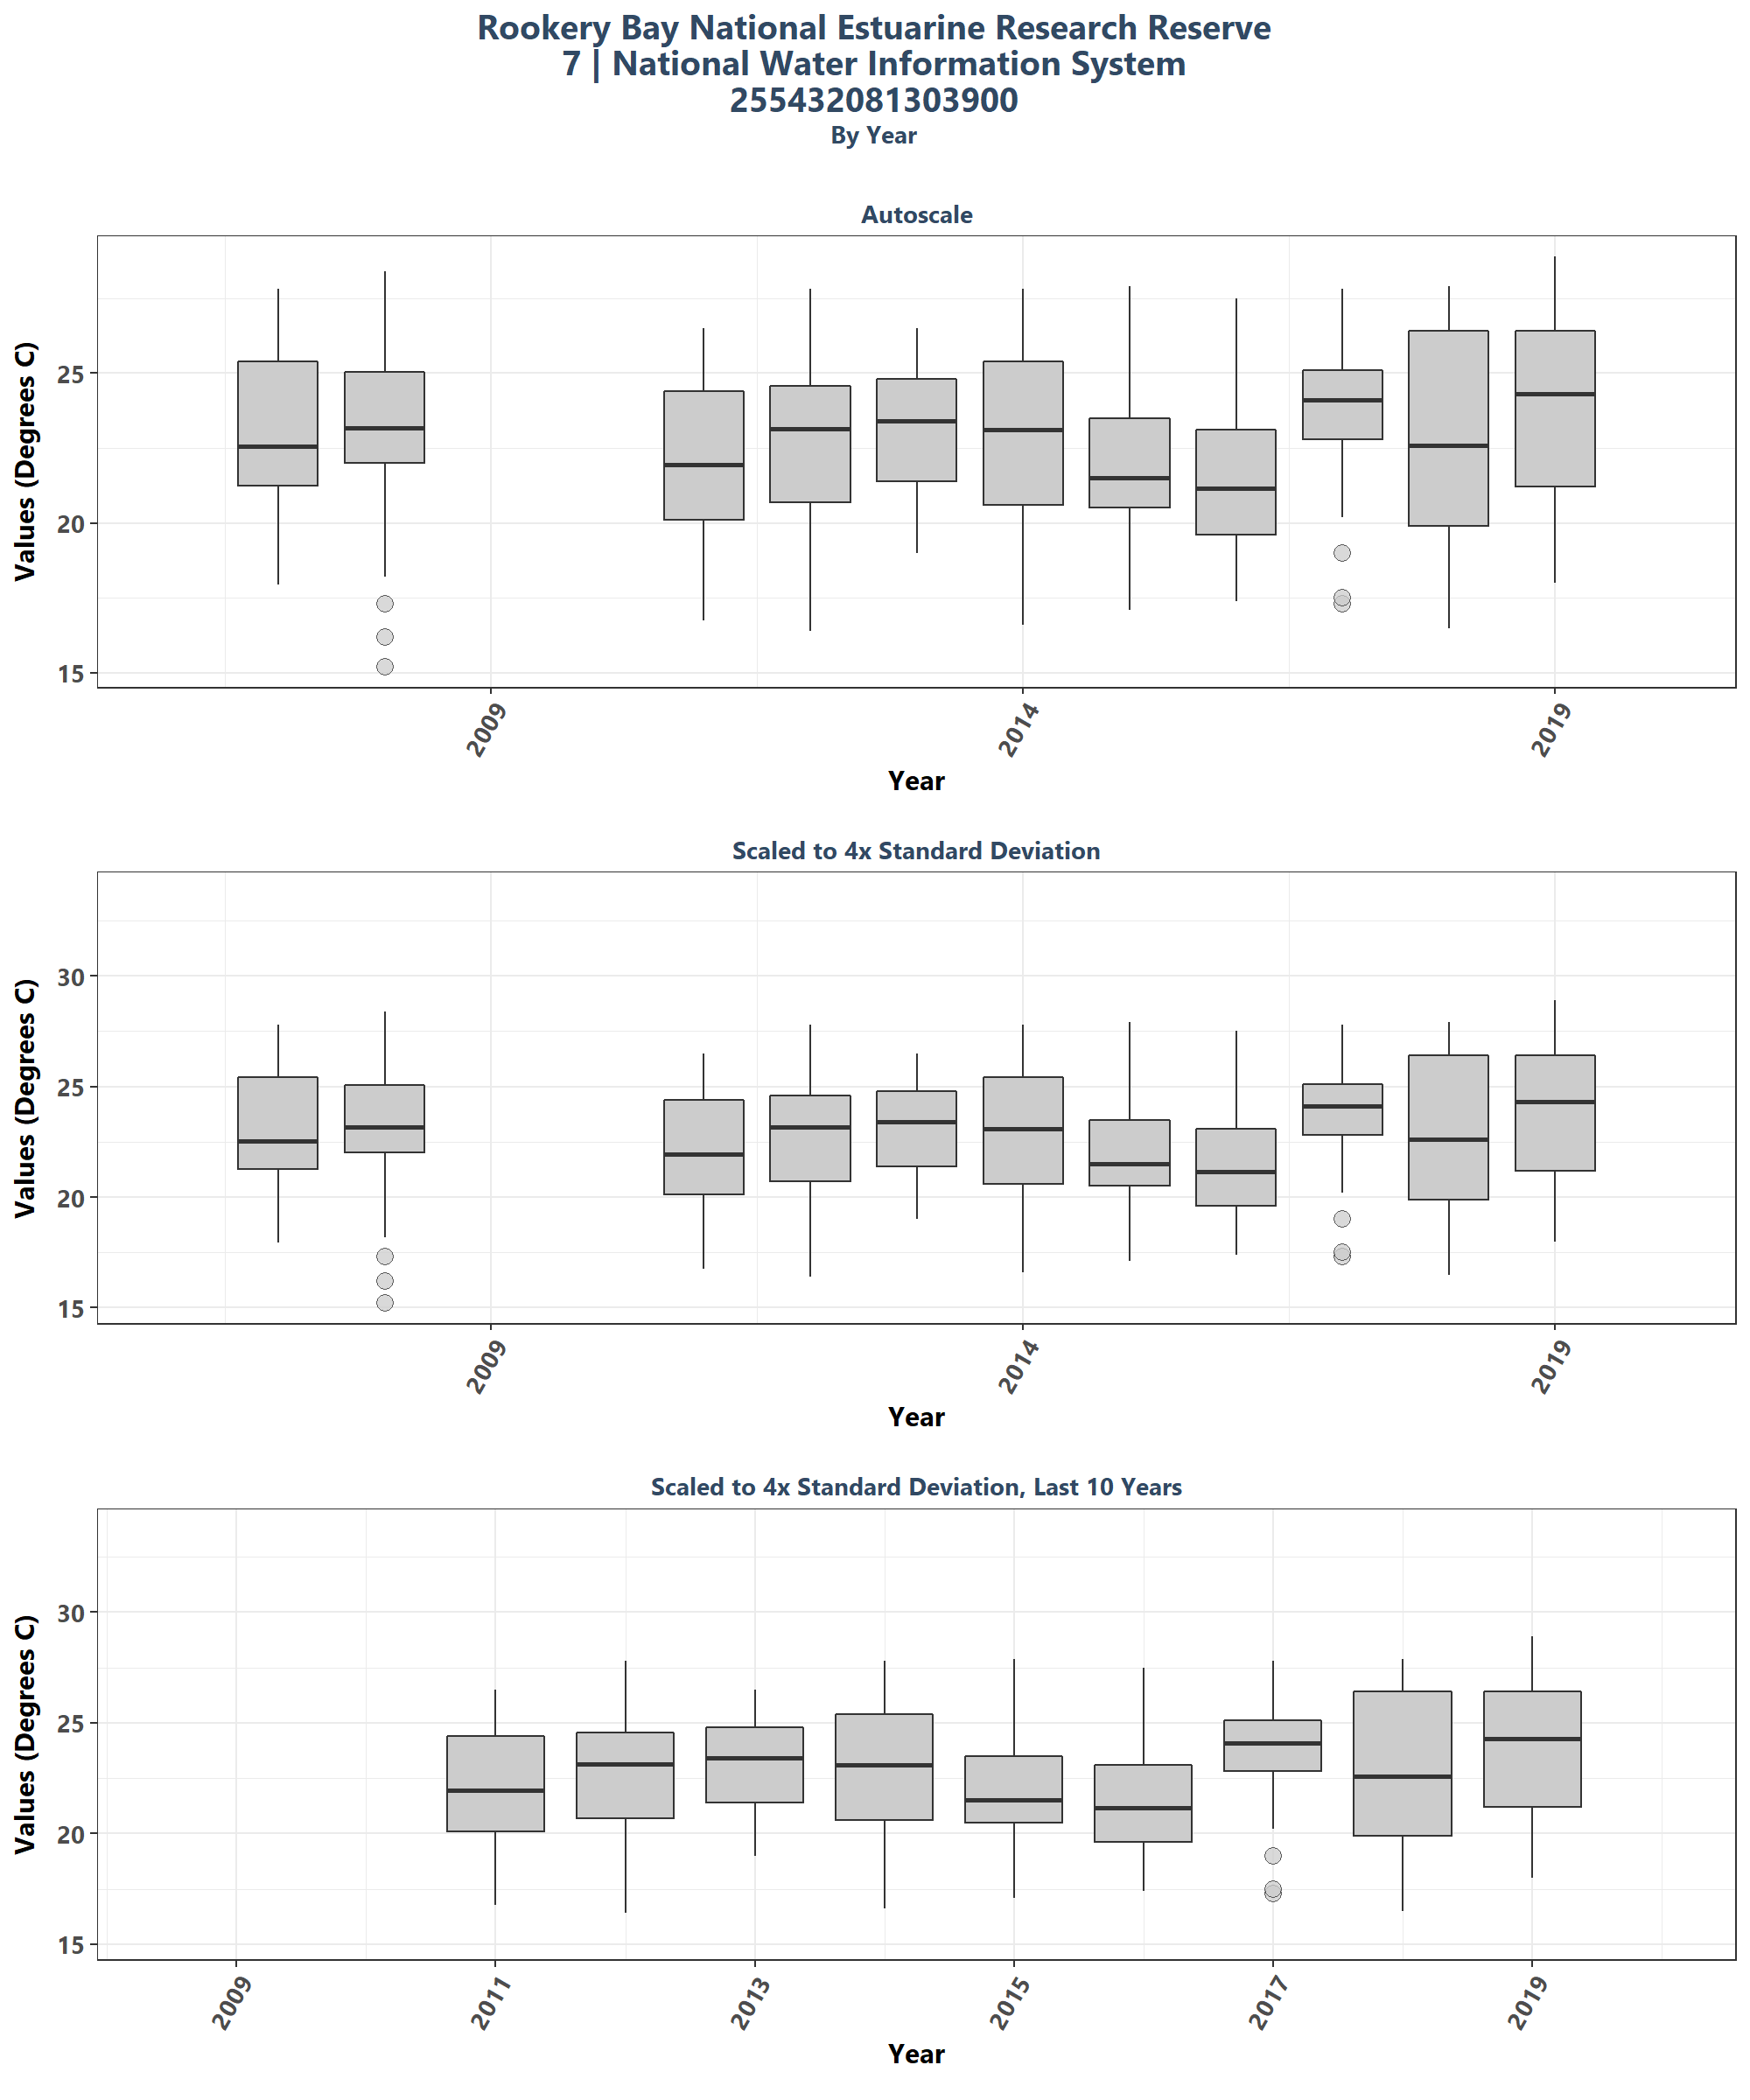 Rookery Bay National Estuarine Research Reserve
7 | National Water Information System
255432081303900
By Year
Autoscale
Values (Degrees C)
25
20
15
2009
2014
2019
Year
Scaled to 4x Standard Deviation
Values (Degrees C)
30
25
20
15
2009
2014
2019
Year
Scaled to 4x Standard Deviation, Last 10 Years
Values (Degrees C)
30
25
20
15
2009
2011
2013
2015
2017
2019
Year